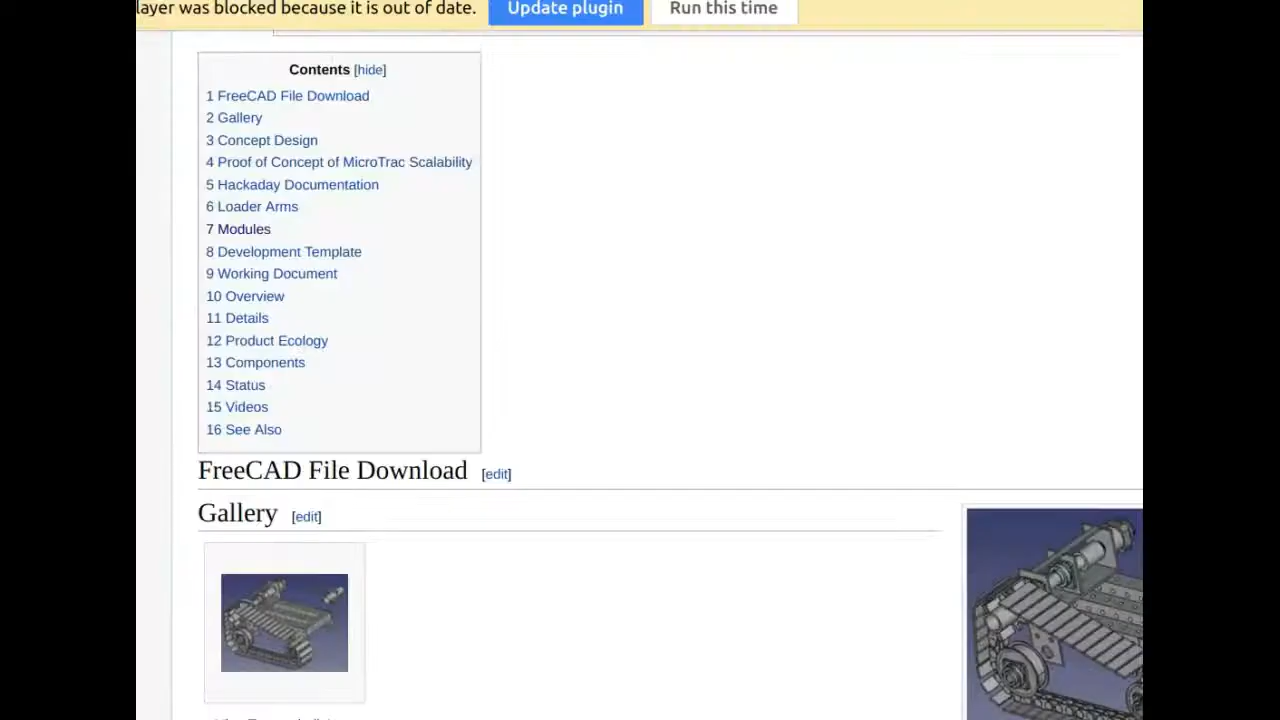 layer was blocked because it is out of date. Update plugin Run this time
Contents [hide]
1 FreeCAD File Download
2 Gallery
3 Concept Design
4 Proof of Concept of MicroTrac Scalability
5 Hackaday Documentation
6 Loader Arms
7 Modules
8 Development Template
9 Working Document
10 Overview
11 Details
12 Product Ecology
13 Components
14 Status
15 Videos
16 See Also
FreeCAD File Download [edit]
Gallery [edit]